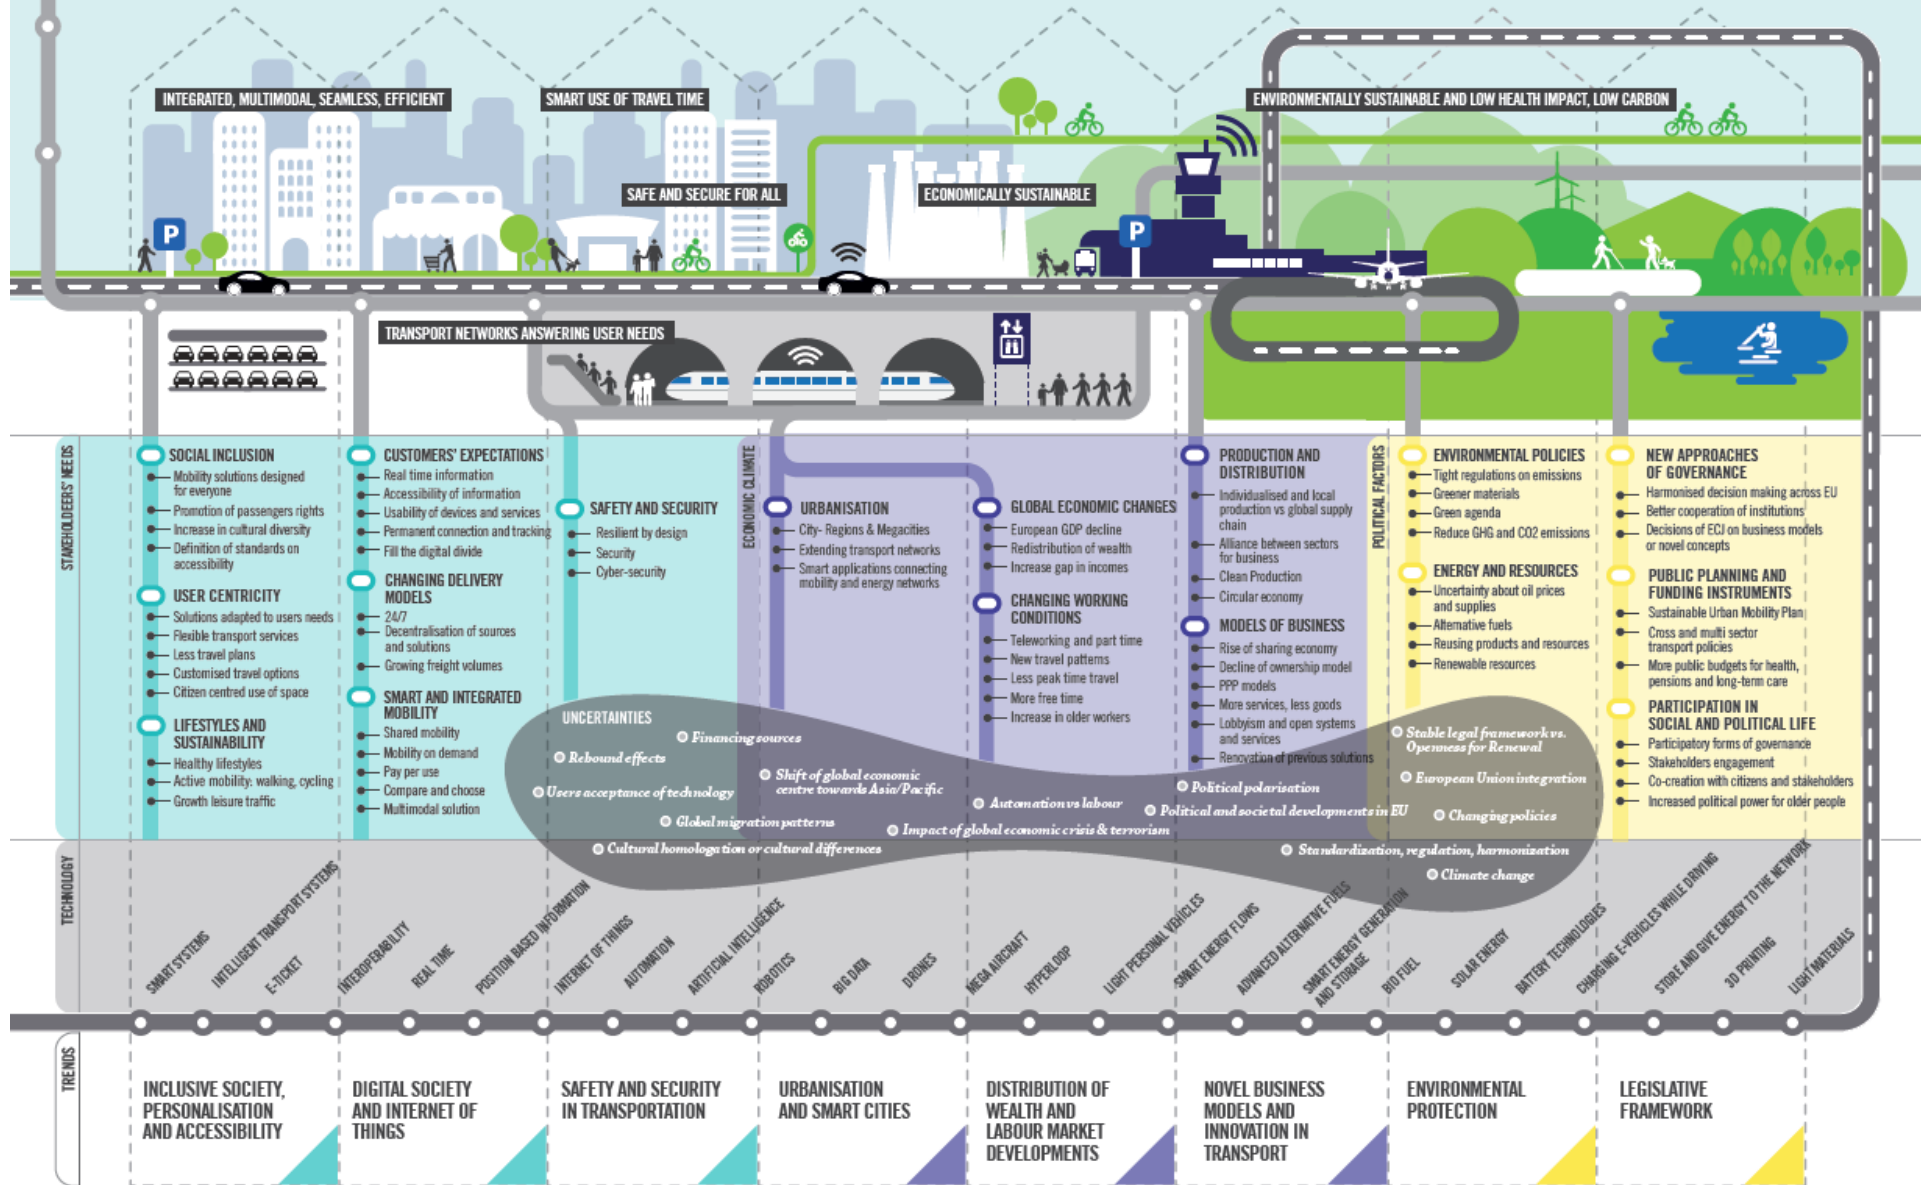 INTEGRATED, MULTIMODAL, SEAMLESS, EFFICIENT
SMART USE OF TRAVEL TIME
ENVIRONMENTALLY SUSTAINABLE AND LOW HEALTH IMPACT, LOW CARBON
SAFE AND SECURE FOR ALL
ECONOMICALLY SUSTAINABLE
P
P
TRANSPORT NETWORKS ANSWERING USER NEEDS
STAKEHOLDERS' NEEDS
SOCIAL INCLUSION
Mobility solutions designed
for everyone
Promotion of passengers rights
Increase in cultural diversity
Definition of standards on
accessibility
USER CENTRICITY
Solutions adapted to users needs
Flexible transport services
Less travel plans
Customised travel options
Citizen centred use of space
LIFESTYLES AND
SUSTAINABILITY
Healthy lifestyles
Active mobility: walking, cycling
Growth leisure traffic
CUSTOMERS' EXPECTATIONS
Real time information
Accessibility of information
Usability of devices and services
Permanent connection and tracking
Fill the digital divide
CHANGING DELIVERY
MODELS
24/7
Decentralisation of sources
and solutions
Growing freight volumes
SMART AND INTEGRATED
MOBILITY
Shared mobility
Mobility on demand
Pay per use
Compare and choose
Multimodal solution
SAFETY AND SECURITY
Resilient by design
Security
Cyber-security
ECONOMIC CLIMATE
URBANISATION
City- Regions & Megacities
Extending transport networks
Smart applications connecting
mobility and energy networks
GLOBAL ECONOMIC CHANGES
European GDP decline
Redistribution of wealth
Increase gap in incomes
CHANGING WORKING
CONDITIONS
Teleworking and part time
New travel patterns
Less peak time travel
More free time
Increase in older workers
PRODUCTION AND
DISTRIBUTION
Individualised and local
production vs global supply
chain
Alliance between sectors
for business
Clean Production
Circular economy
MODELS OF BUSINESS
Rise of sharing economy
Decline of ownership model
PPP models
More services, less goods
Lobbyism and open systems
and services
Renovation of previous solutions
POLITICAL FACTORS
ENVIRONMENTAL POLICIES
Tight regulations on emissions
Greener materials
Green agenda
Reduce GHG and CO2 emissions
ENERGY AND RESOURCES
Uncertainty about oil prices
and supplies
Alternative fuels
Reusing products and resources
Renewable resources
NEW APPROACHES
OF GOVERNANCE
Harmonised decision making across EU
Better cooperation of institutions
Decisions of ECJ on business models
or novel concepts
PUBLIC PLANNING AND
FUNDING INSTRUMENTS
Sustainable Urban Mobility Plan
Cross and multi sector
transport policies
More public budgets for health,
pensions and long-term care
PARTICIPATION IN
SOCIAL AND POLITICAL LIFE
Participatory forms of governance
Stakeholders engagement
Co-creation with citizens and stakeholders
Increased political power for older people
UNCERTAINTIES
Financing sources
Rebound effects
Users acceptance of technology
Global migration patterns
Cultural homologation or cultural differences
Shift of global economic
centre towards Asia/Pacific
Automation vs labour
Impact of global economic crisis & terrorism
Political polarisation
Political and societal developments in EU
Stable legal framework vs.
Openness for Renewal
European Union integration
Changing policies
Standardization, regulation, harmonization
Climate change
TECHNOLOGY
SMART SYSTEMS
INTELLIGENT TRANSPORT SYSTEMS
E-TICKET
INTEROPERABILITY
REAL TIME
POSITION BASED INFORMATION
INTERNET OF THINGS
AUTOMATION
ARTIFICIAL INTELLIGENCE
ROBOTICS
BIG DATA
DRONES
MEGA AIRCRAFT
HYPERLOOP
LIGHT PERSONAL VEHICLES
SMART ENERGY FLOWS
ADVANCED ALTERNATIVE FUELS
SMART ENERGY GENERATION
AND STORAGE
BIO FUEL
SOLAR ENERGY
BATTERY TECHNOLOGIES
CHARGING E-VEHICLES WHILE DRIVING
STORE AND GIVE ENERGY TO THE NETWORK
3D PRINTING
LIGHT MATERIALS
TRENDS
INCLUSIVE SOCIETY,
PERSONALISATION
AND ACCESSIBILITY
DIGITAL SOCIETY
AND INTERNET OF
THINGS
SAFETY AND SECURITY
IN TRANSPORTATION
URBANISATION
AND SMART CITIES
DISTRIBUTION OF
WEALTH AND
LABOUR MARKET
DEVELOPMENTS
NOVEL BUSINESS
MODELS AND
INNOVATION IN
TRANSPORT
ENVIRONMENTAL
PROTECTION
LEGISLATIVE
FRAMEWORK